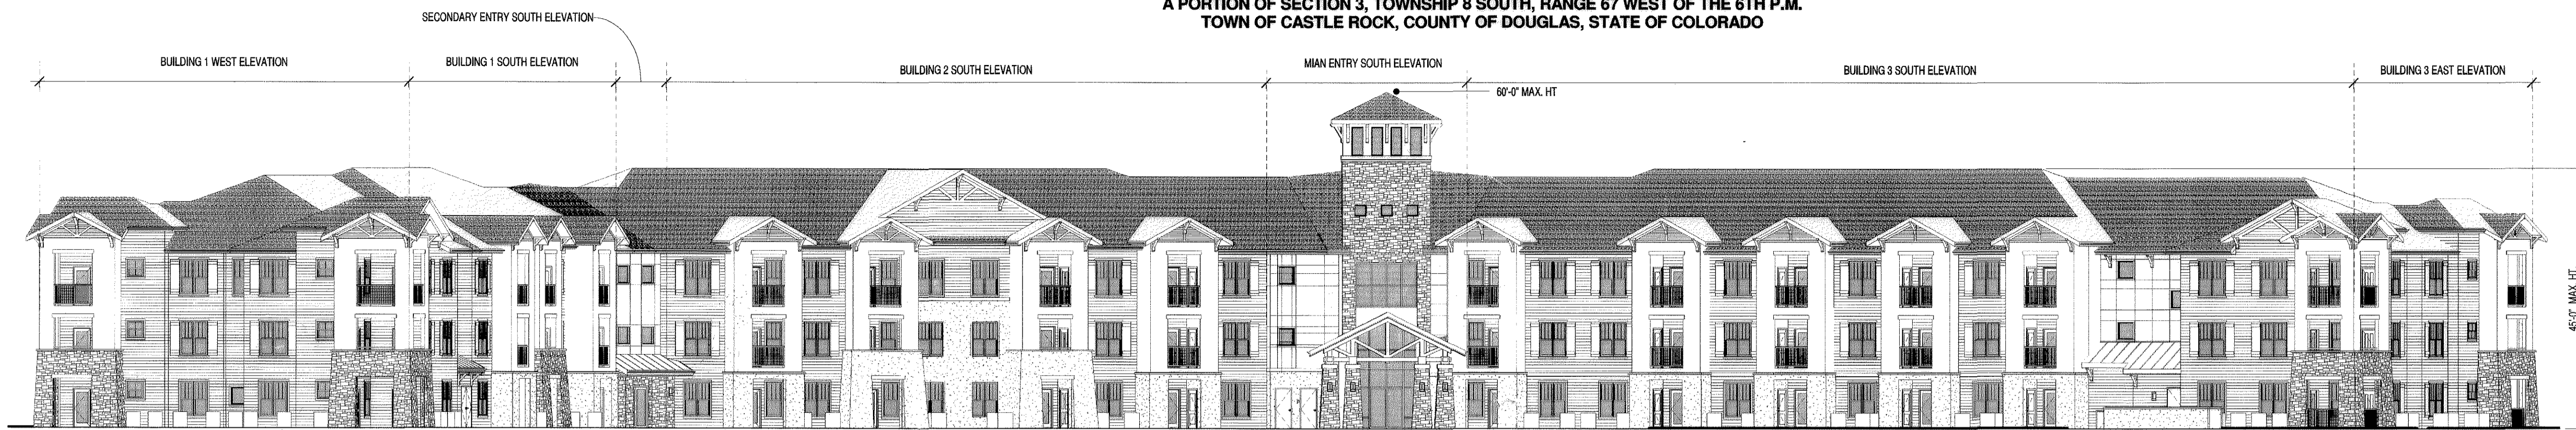 A PORTION OF SECTION 3, TOWNSHIP 8 SOUTH, RANGE 67 WEST OF THE 6TH P.M.
TOWN OF CASTLE ROCK, COUNTY OF DOUGLAS, STATE OF COLORADO
SECONDARY ENTRY SOUTH ELEVATION
BUILDING 1 WEST ELEVATION
BUILDING 1 SOUTH ELEVATION
BUILDING 2 SOUTH ELEVATION
MIAN ENTRY SOUTH ELEVATION
BUILDING 3 SOUTH ELEVATION
BUILDING 3 EAST ELEVATION
60'-0" MAX. HT
45'-0" MAX. HT